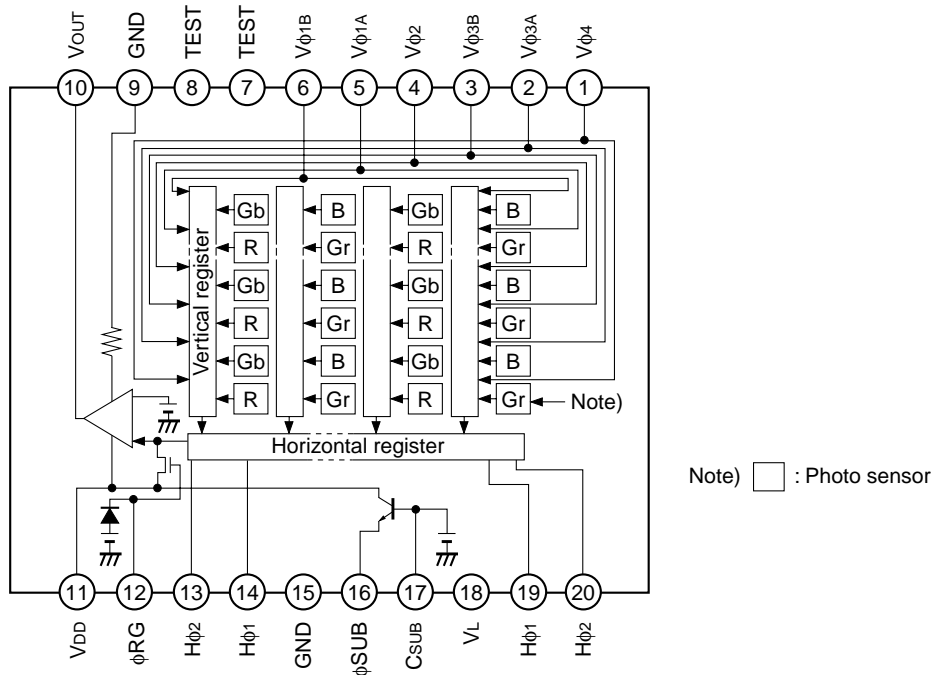 VOUT GND TEST TEST Vφ1B Vφ1A Vφ2 Vφ3B Vφ3A Vφ4
10 9 8 7 6 5 4 3 2 1
Vertical register
Gb B Gb B
R Gr R Gr
Gb B Gb B
R Gr R Gr
Gb B Gb B
R Gr R Gr Note)
Horizontal register
Note) : Photo sensor
11 12 13 14 15 16 17 18 19 20
VDD φRG Hφ2 Hφ1 GND φSUB CSUB VL Hφ1 Hφ2